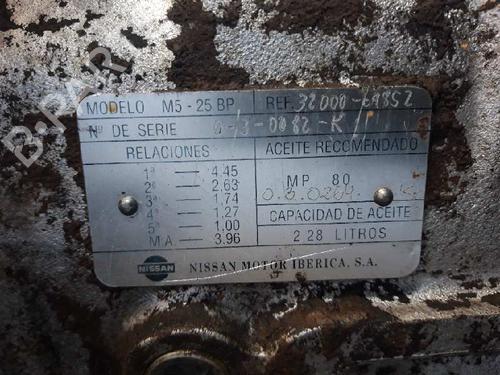 B-PARTS
MODELO M5-25 BP REF. 32000-69852
Nº DE SERIE
RELACIONES ACEITE RECOMENDADO
1ª 4.45
2ª 2.63
3ª 1.74
4ª 1.27
5ª 1.00
M.A. 3.96
MP 80
CAPACIDAD DE ACEITE
2.28 LITROS
NISSAN NISSAN MOTOR IBERICA, S.A.